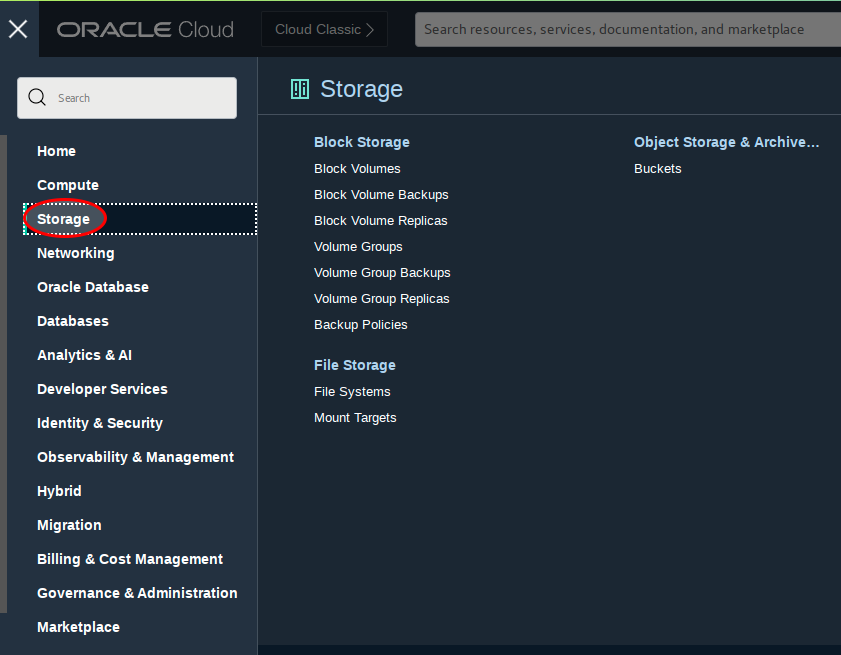 ORACLE Cloud
Cloud Classic
Search resources, services, documentation, and marketplace
Search
Home
Compute
Storage
Networking
Oracle Database
Databases
Analytics & AI
Developer Services
Identity & Security
Observability & Management
Hybrid
Migration
Billing & Cost Management
Governance & Administration
Marketplace
Storage
Block Storage
Block Volumes
Block Volume Backups
Block Volume Replicas
Volume Groups
Volume Group Backups
Volume Group Replicas
Backup Policies
File Storage
File Systems
Mount Targets
Object Storage & Archive...
Buckets